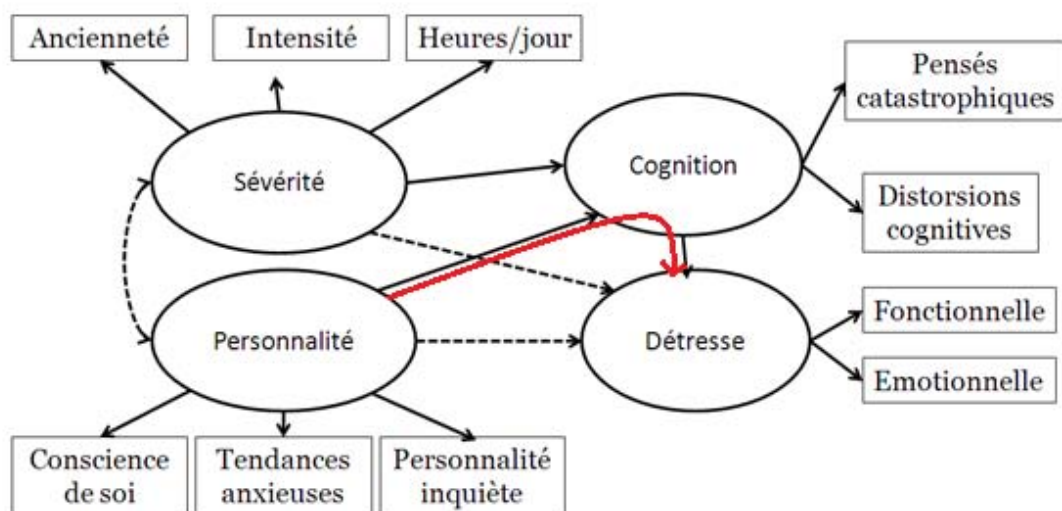 Ancienneté
Intensité
Heures/jour
Pensés
catastrophiques
Sévérité
Cognition
Distorsions
cognitives
Personnalité
Détresse
Fonctionnelle
Emotionnelle
Conscience
de soi
Tendances
anxieuses
Personnalité
inquiète